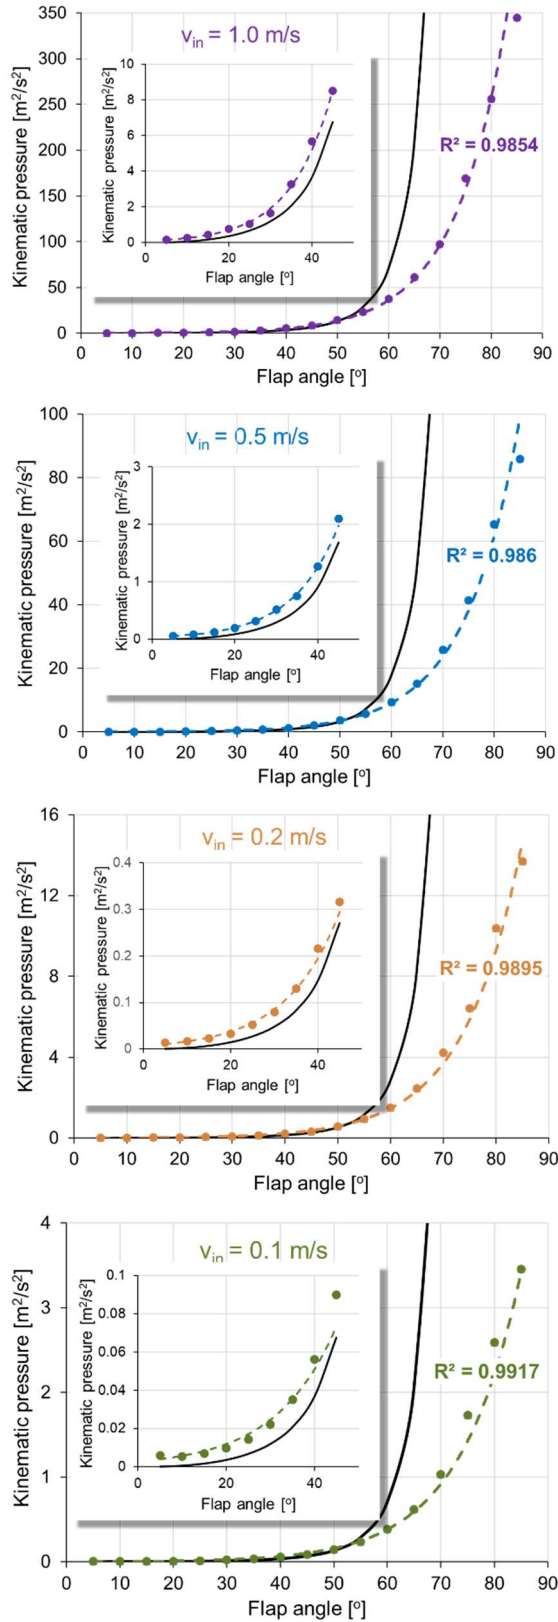 v_in = 1.0 m/s
Kinematic pressure [m²/s²]
350
300
250
200
150
100
50
0
R² = 0.9854
Kinematic pressure [m²/s²]
10
8
6
4
2
0
0 20 40
Flap angle [°]
0 10 20 30 40 50 60 70 80 90
Flap angle [°]
v_in = 0.5 m/s
Kinematic pressure [m²/s²]
100
80
60
40
20
0
R² = 0.986
Kinematic pressure [m²/s²]
3
2
1
0
0 20 40
Flap angle [°]
0 10 20 30 40 50 60 70 80 90
Flap angle [°]
v_in = 0.2 m/s
Kinematic pressure [m²/s²]
16
12
8
4
0
R² = 0.9895
Kinematic pressure [m²/s²]
0.4
0.3
0.2
0.1
0
0 20 40
Flap angle [°]
0 10 20 30 40 50 60 70 80 90
Flap angle [°]
v_in = 0.1 m/s
Kinematic pressure [m²/s²]
4
3
2
1
0
R² = 0.9917
Kinematic pressure [m²/s²]
0.1
0.08
0.06
0.04
0.02
0
0 20 40
Flap angle [°]
0 10 20 30 40 50 60 70 80 90
Flap angle [°]